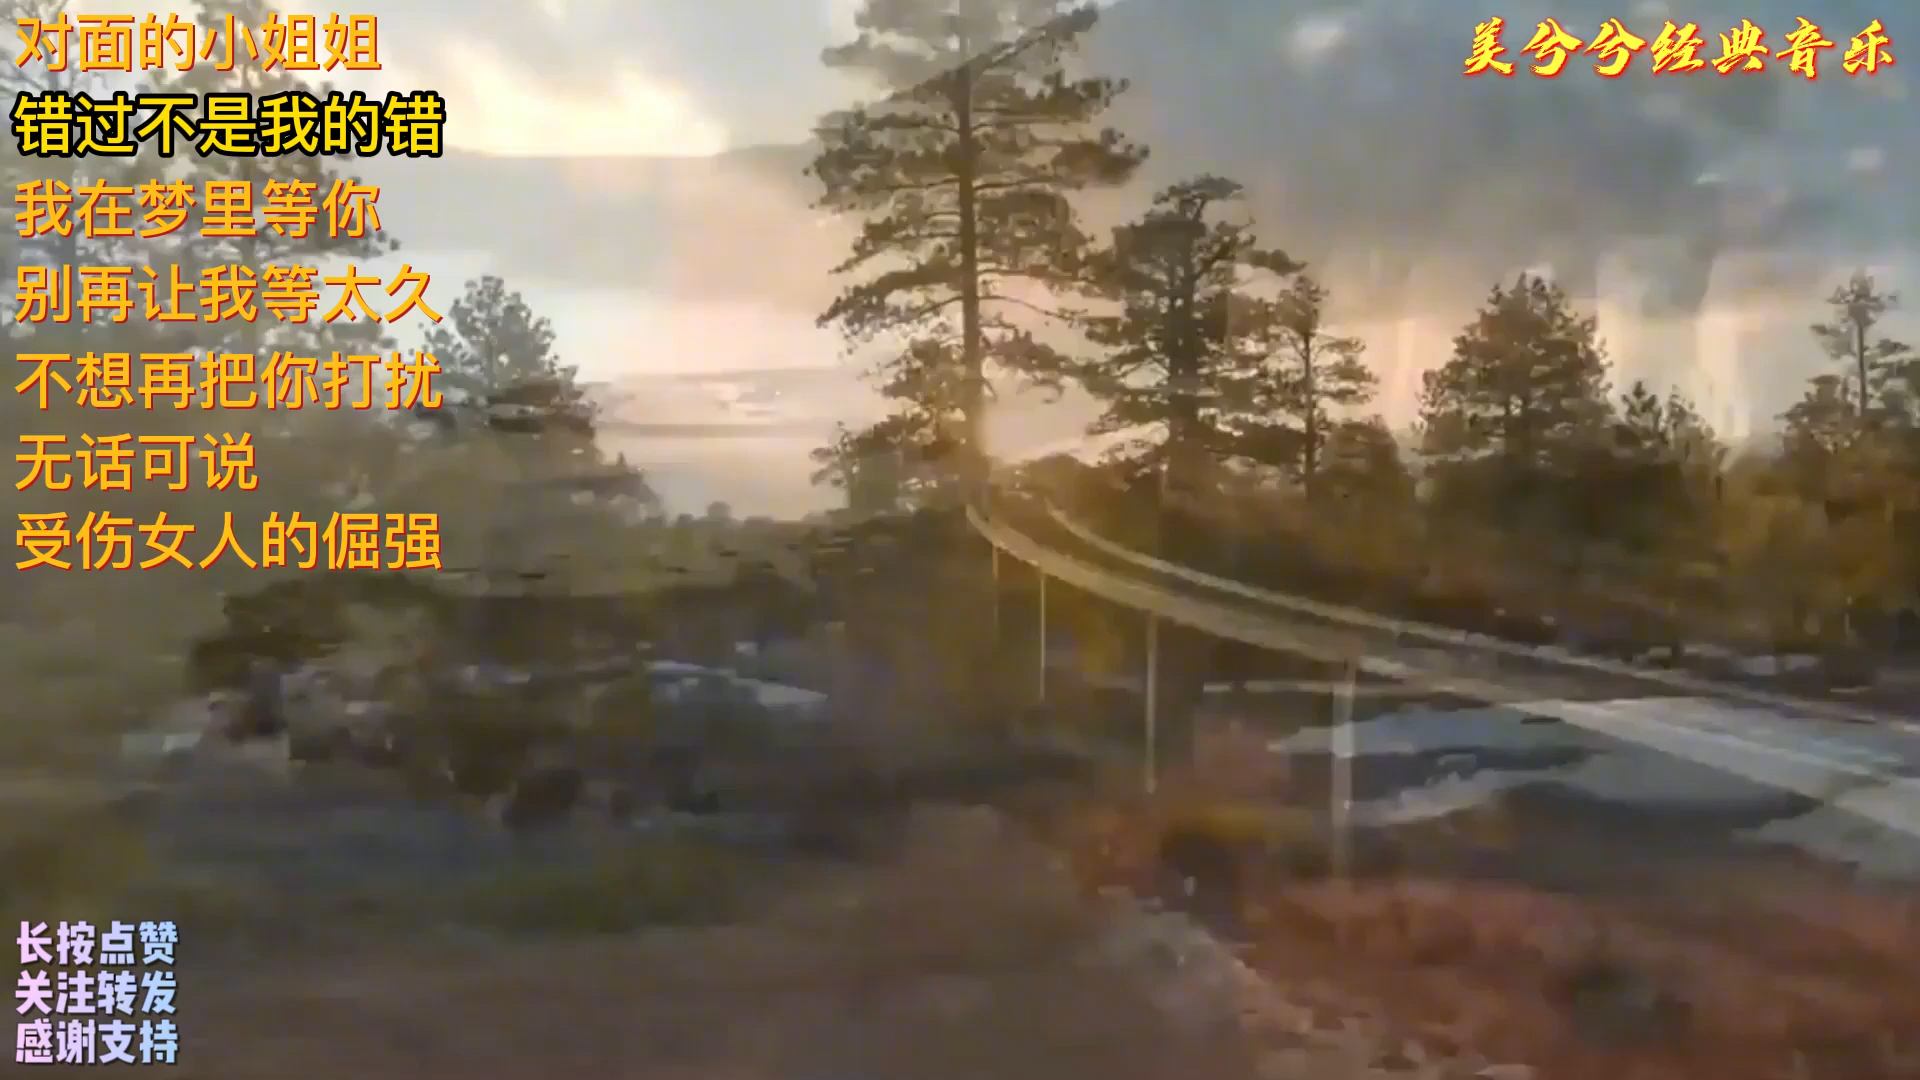 对面的小姐姐
错过不是我的错
我在梦里等你
别再让我等太久
不想再把你打扰
无话可说
受伤女人的倔强
美兮兮经典音乐
长按点赞
关注转发
感谢支持